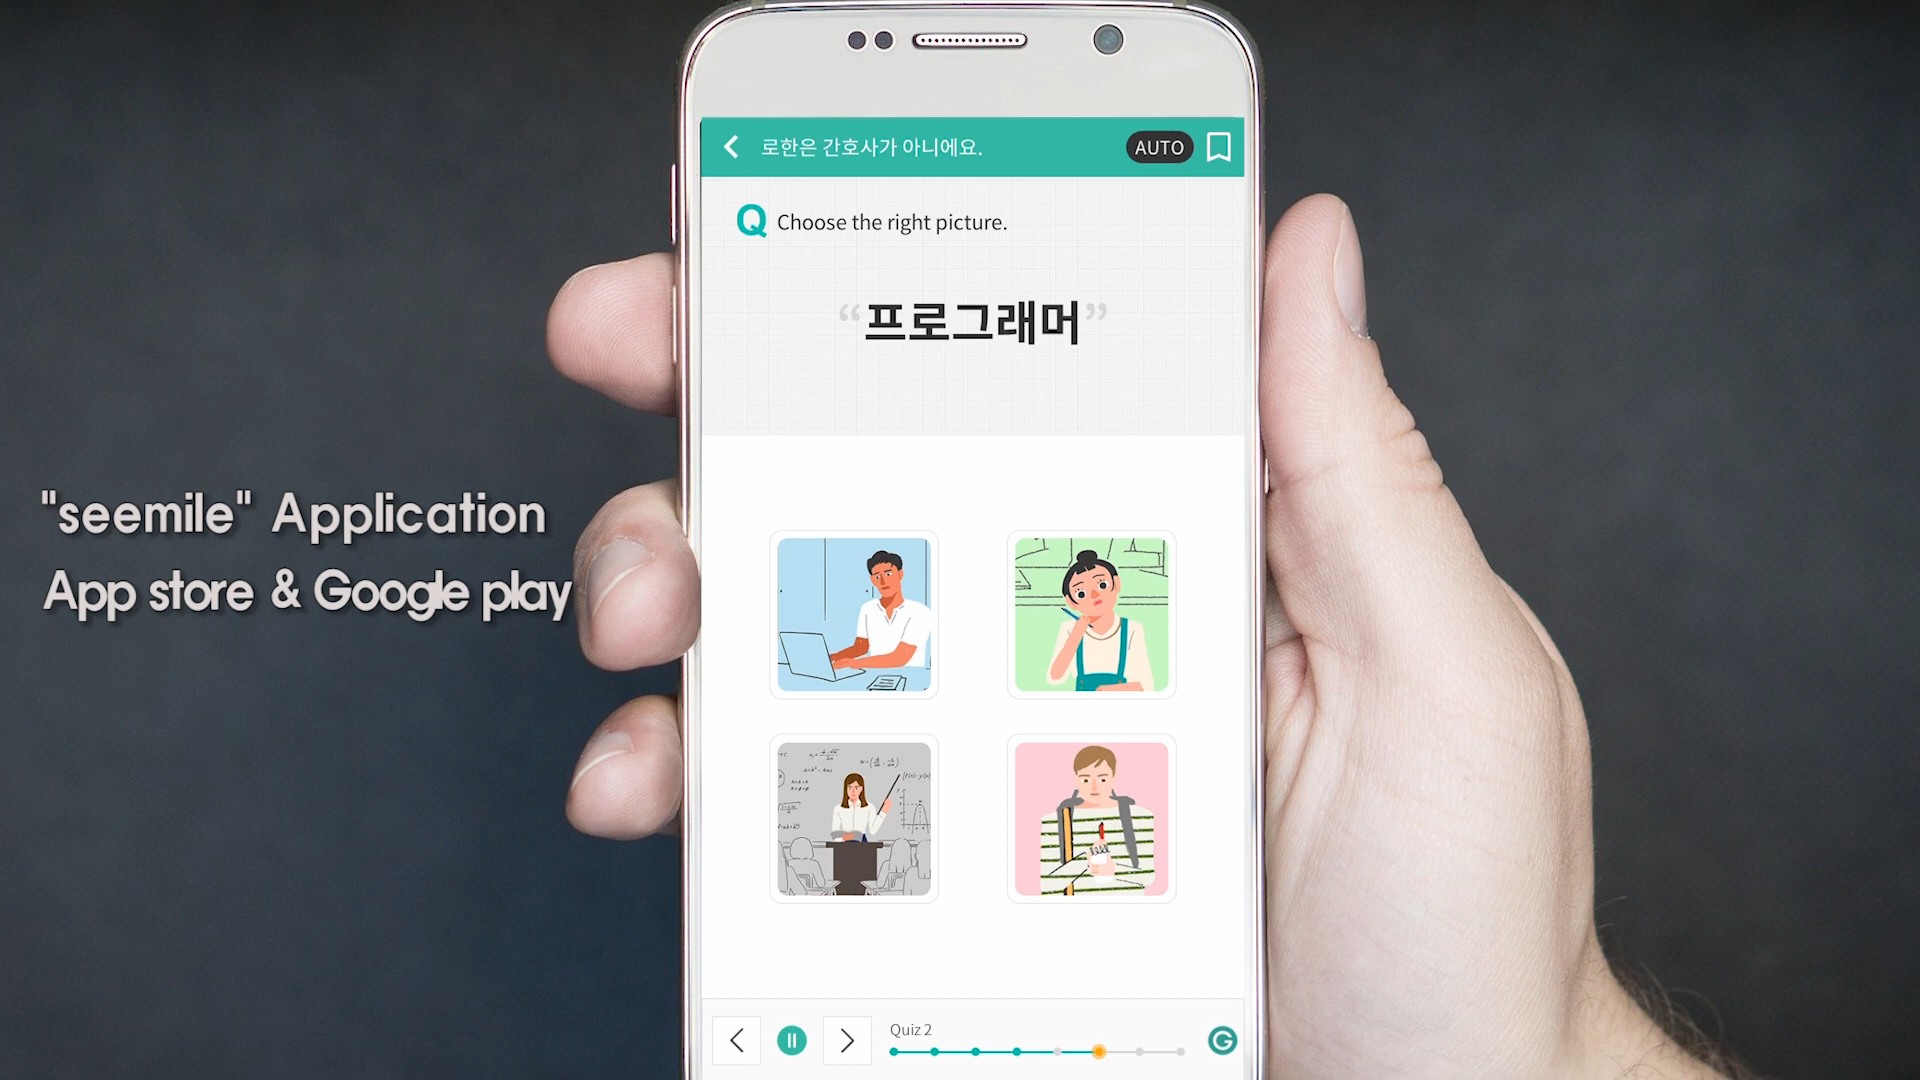 로한은 간호사가 아니에요.
AUTO
Q Choose the right picture.
“프로그래머”
"seemile" Application
App store & Google play
Quiz 2
G